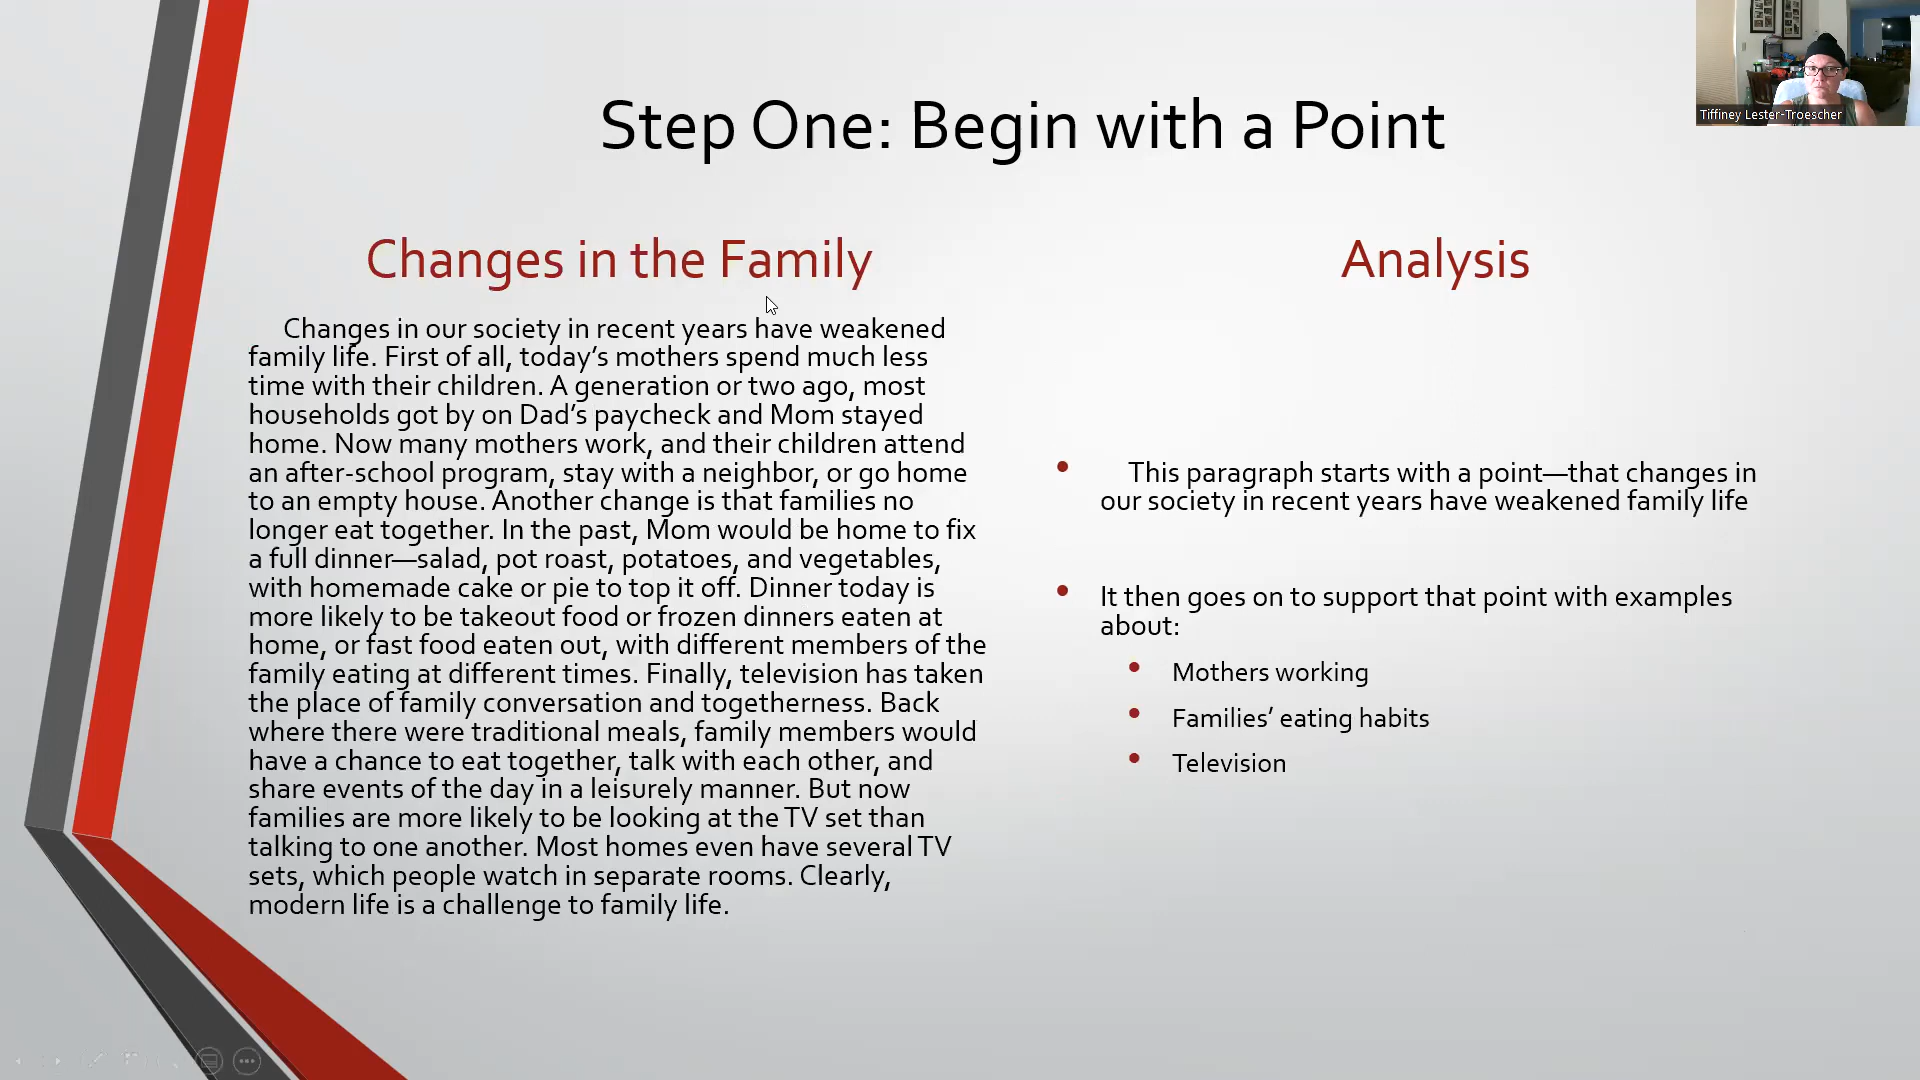 Step One: Begin with a Point
Tiffiney Lester-Troescher
Changes in the Family
Changes in our society in recent years have weakened
family life. First of all, today’s mothers spend much less
time with their children. A generation or two ago, most
households got by on Dad’s paycheck and Mom stayed
home. Now many mothers work, and their children attend
an after-school program, stay with a neighbor, or go home
to an empty house. Another change is that families no
longer eat together. In the past, Mom would be home to fix
a full dinner—salad, pot roast, potatoes, and vegetables,
with homemade cake or pie to top it off. Dinner today is
more likely to be takeout food or frozen dinners eaten at
home, or fast food eaten out, with different members of the
family eating at different times. Finally, television has taken
the place of family conversation and togetherness. Back
where there were traditional meals, family members would
have a chance to eat together, talk with each other, and
share events of the day in a leisurely manner. But now
families are more likely to be looking at the TV set than
talking to one another. Most homes even have several TV
sets, which people watch in separate rooms. Clearly,
modern life is a challenge to family life.
Analysis
This paragraph starts with a point—that changes in
our society in recent years have weakened family life
It then goes on to support that point with examples
about:
Mothers working
Families’ eating habits
Television